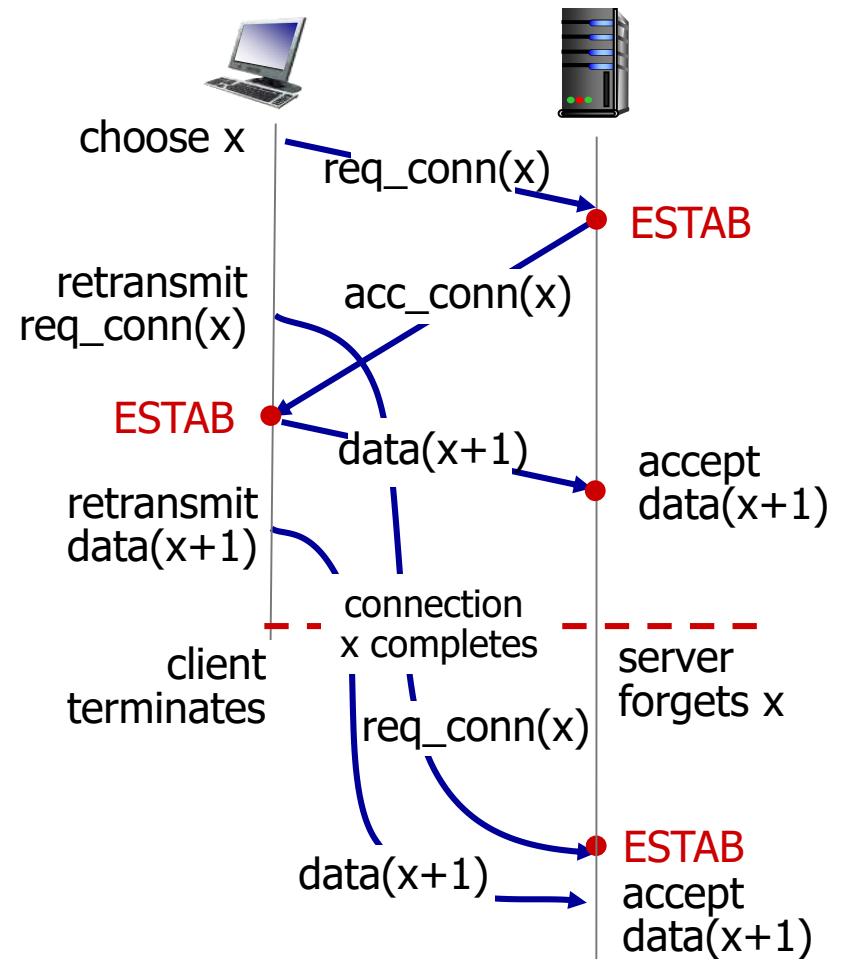 choose x
req_conn(x)
ESTAB
retransmit
req_conn(x)
acc_conn(x)
ESTAB
data(x+1)
accept
data(x+1)
retransmit
data(x+1)
connection
x completes
client
terminates
server
forgets x
req_conn(x)
ESTAB
data(x+1)
accept
data(x+1)